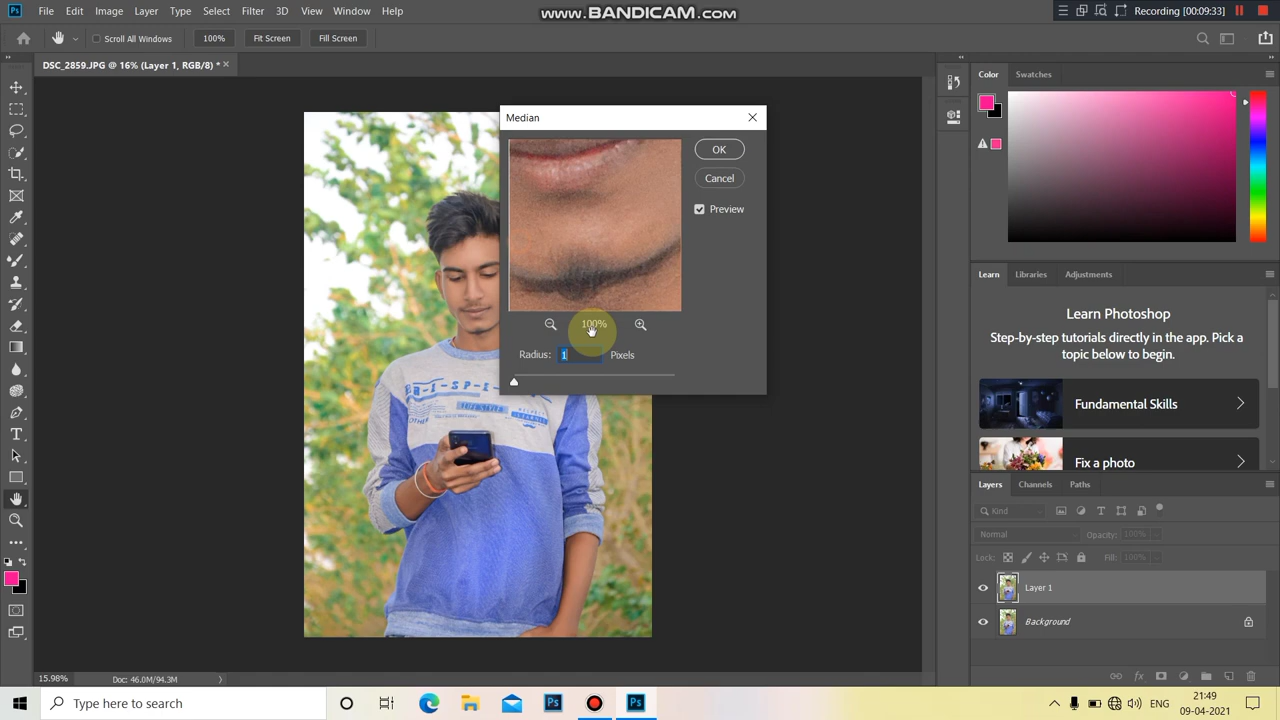 File Edit Image Layer Type Select Filter 3D View Window Help
www.BANDICAM.com
Recording [00:09:33]
Scroll All Windows 100% Fit Screen Fill Screen
DSC_2859.JPG @ 16% (Layer 1, RGB/8) *
Color Swatches
Median
OK
Cancel
Preview
100%
Radius: 1 Pixels
Learn Libraries Adjustments
Learn Photoshop
Step-by-step tutorials directly in the app. Pick a
topic below to begin.
Fundamental Skills
Fix a photo
Layers Channels Paths
Kind
Normal Opacity: 100%
Lock: Fill: 100%
Layer 1
Background
15.98% Doc: 46.0M/94.3M
Type here to search
ENG
21:49
09-04-2021